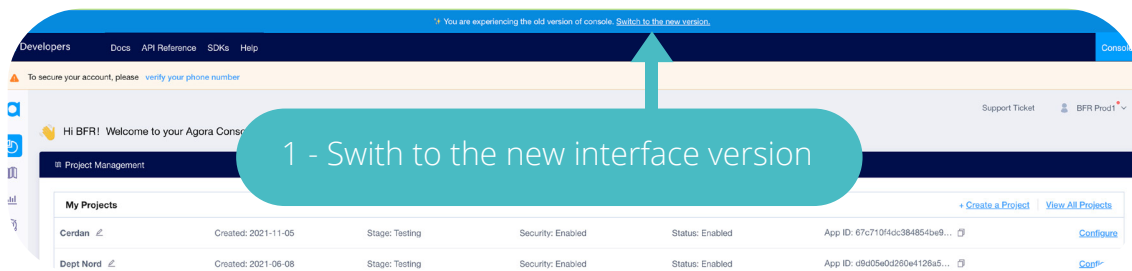 You are experiencing the old version of console. Switch to the new version.
Developers Docs API Reference SDKs Help Console
To secure your account, please verify your phone number
Support Ticket BFR Prod1
Hi BFR! Welcome to your Agora Conso
1 - Swith to the new interface version
Project Management
My Projects + Create a Project View All Projects
Cerdan Created: 2021-11-05 Stage: Testing Security: Enabled Status: Enabled App ID: 67c710f4dc384854be9... Configure
Dept Nord Created: 2021-06-08 Stage: Testing Security: Enabled Status: Enabled App ID: d9d05e0d260e4126a5...